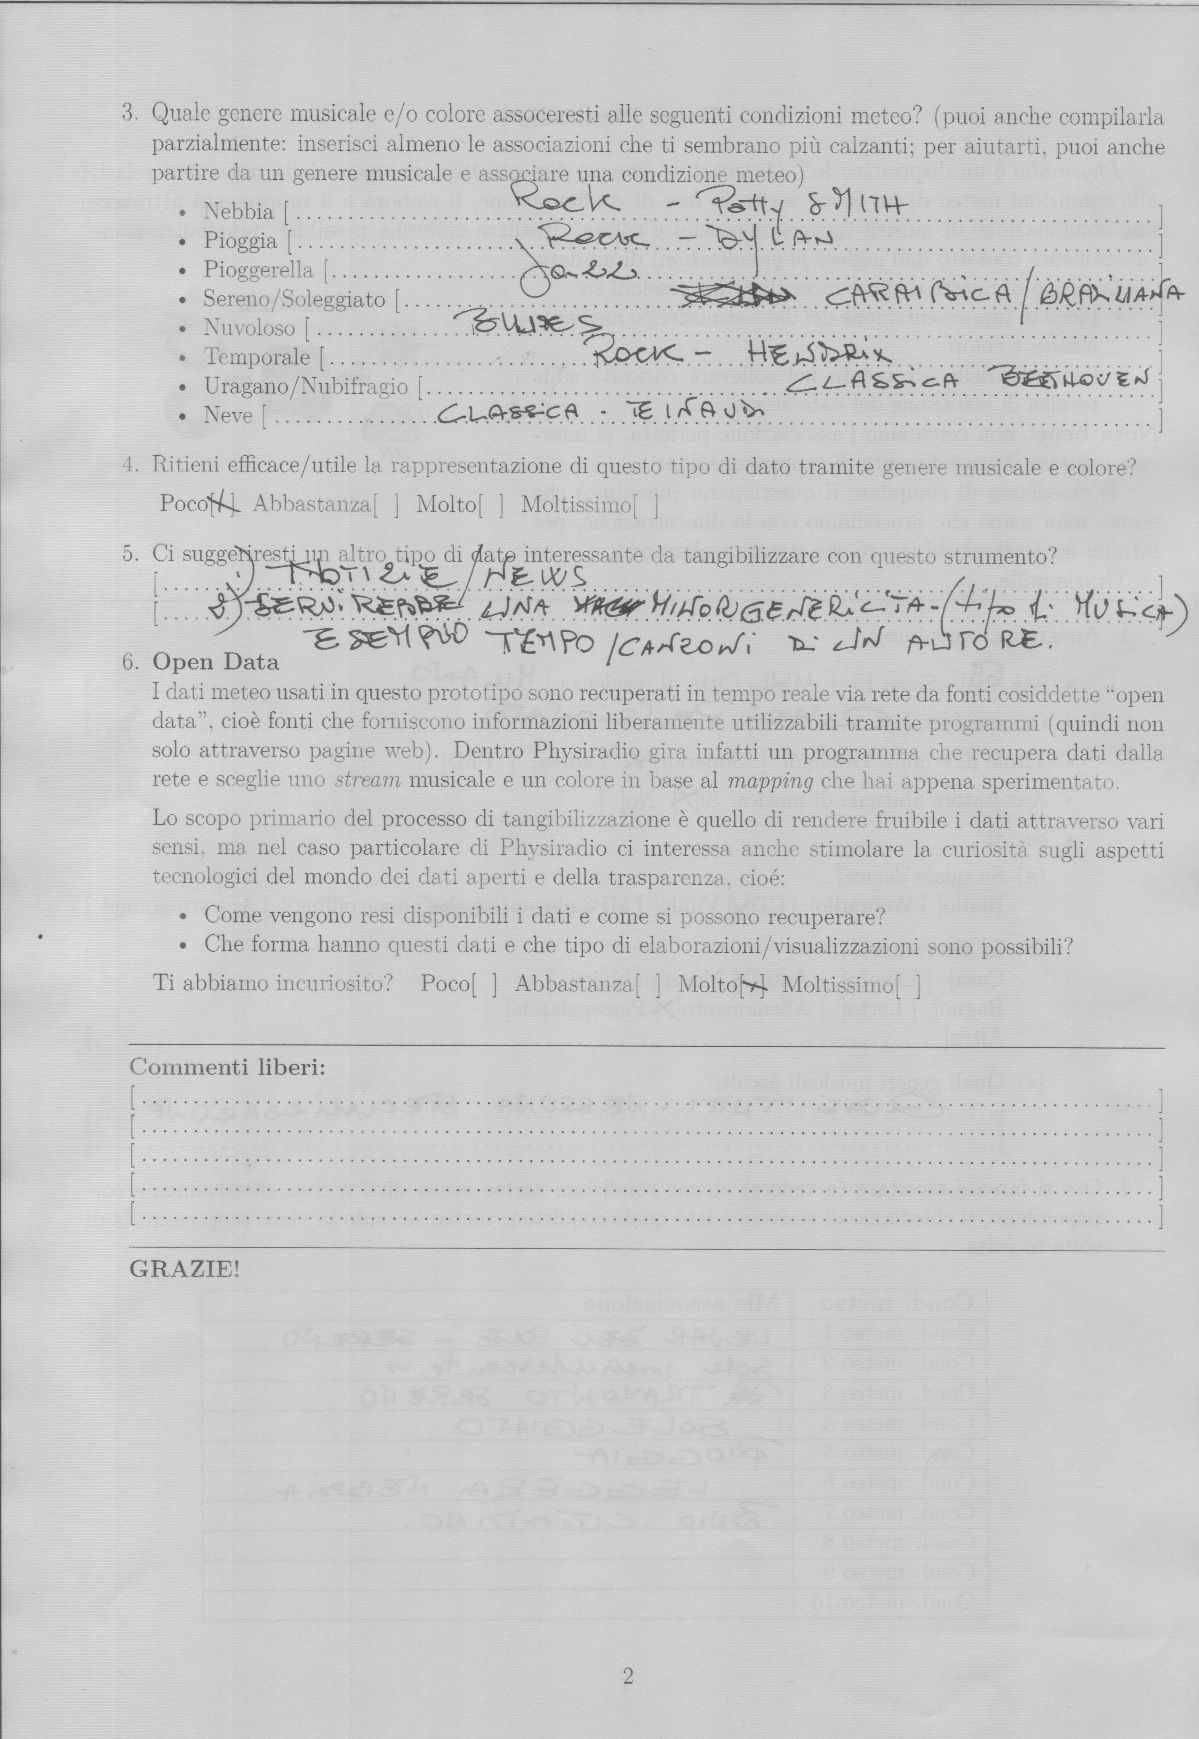 3. Quale genere musicale e/o colore assoceresti alle seguenti condizioni meteo? (puoi anche compilarla
parzialmente: inserisci almeno le associazioni che ti sembrano più calzanti; per aiutarti, puoi anche
partire da un genere musicale e associare una condizione meteo)
• Nebbia [ Rock - Patty SMITH ]
• Pioggia [ Rock - DYLAN ]
• Pioggerella [ Jazz ]
• Sereno/Soleggiato [ CARAIBICA / BRASILIANA ]
• Nuvoloso [ BLUES ]
• Temporale [ Rock - HENDRIX ]
• Uragano/Nubifragio [ CLASSICA BEETHOVEN ]
• Neve [ CLASSICA - EINAUDI ]
4. Ritieni efficace/utile la rappresentazione di questo tipo di dato tramite genere musicale e colore?
Poco[X] Abbastanza[ ] Molto[ ] Moltissimo[ ]
5. Ci suggeriresti un altro tipo di dato interessante da tangibilizzare con questo strumento?
[ 1) NOTIZIE / NEWS ]
[ 2) SERVIREBBE UNA MINOR GENERICITA - (tipo di MUSICA) ]
ESEMPIO TEMPO / CANZONI DI UN AUTORE.
6. Open Data
I dati meteo usati in questo prototipo sono recuperati in tempo reale via rete da fonti cosiddette “open
data”, cioè fonti che forniscono informazioni liberamente utilizzabili tramite programmi (quindi non
solo attraverso pagine web). Dentro Physiradio gira infatti un programma che recupera dati dalla
rete e sceglie uno stream musicale e un colore in base al mapping che hai appena sperimentato.
Lo scopo primario del processo di tangibilizzazione è quello di rendere fruibile i dati attraverso vari
sensi, ma nel caso particolare di Physiradio ci interessa anche stimolare la curiosità sugli aspetti
tecnologici del mondo dei dati aperti e della trasparenza, cioé:
• Come vengono resi disponibili i dati e come si possono recuperare?
• Che forma hanno questi dati e che tipo di elaborazioni/visualizzazioni sono possibili?
Ti abbiamo incuriosito? Poco[ ] Abbastanza[ ] Molto[X] Moltissimo[ ]
Commenti liberi:
GRAZIE!
2